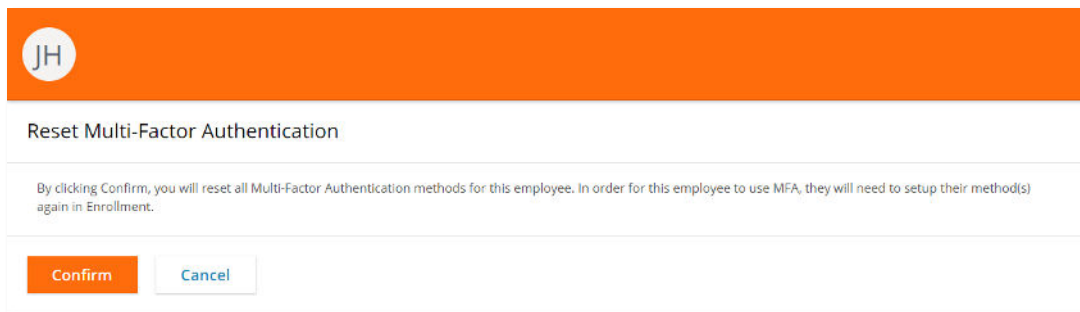 JH
Reset Multi-Factor Authentication
By clicking Confirm, you will reset all Multi-Factor Authentication methods for this employee. In order for this employee to use MFA, they will need to setup their method(s)
again in Enrollment.
Confirm Cancel